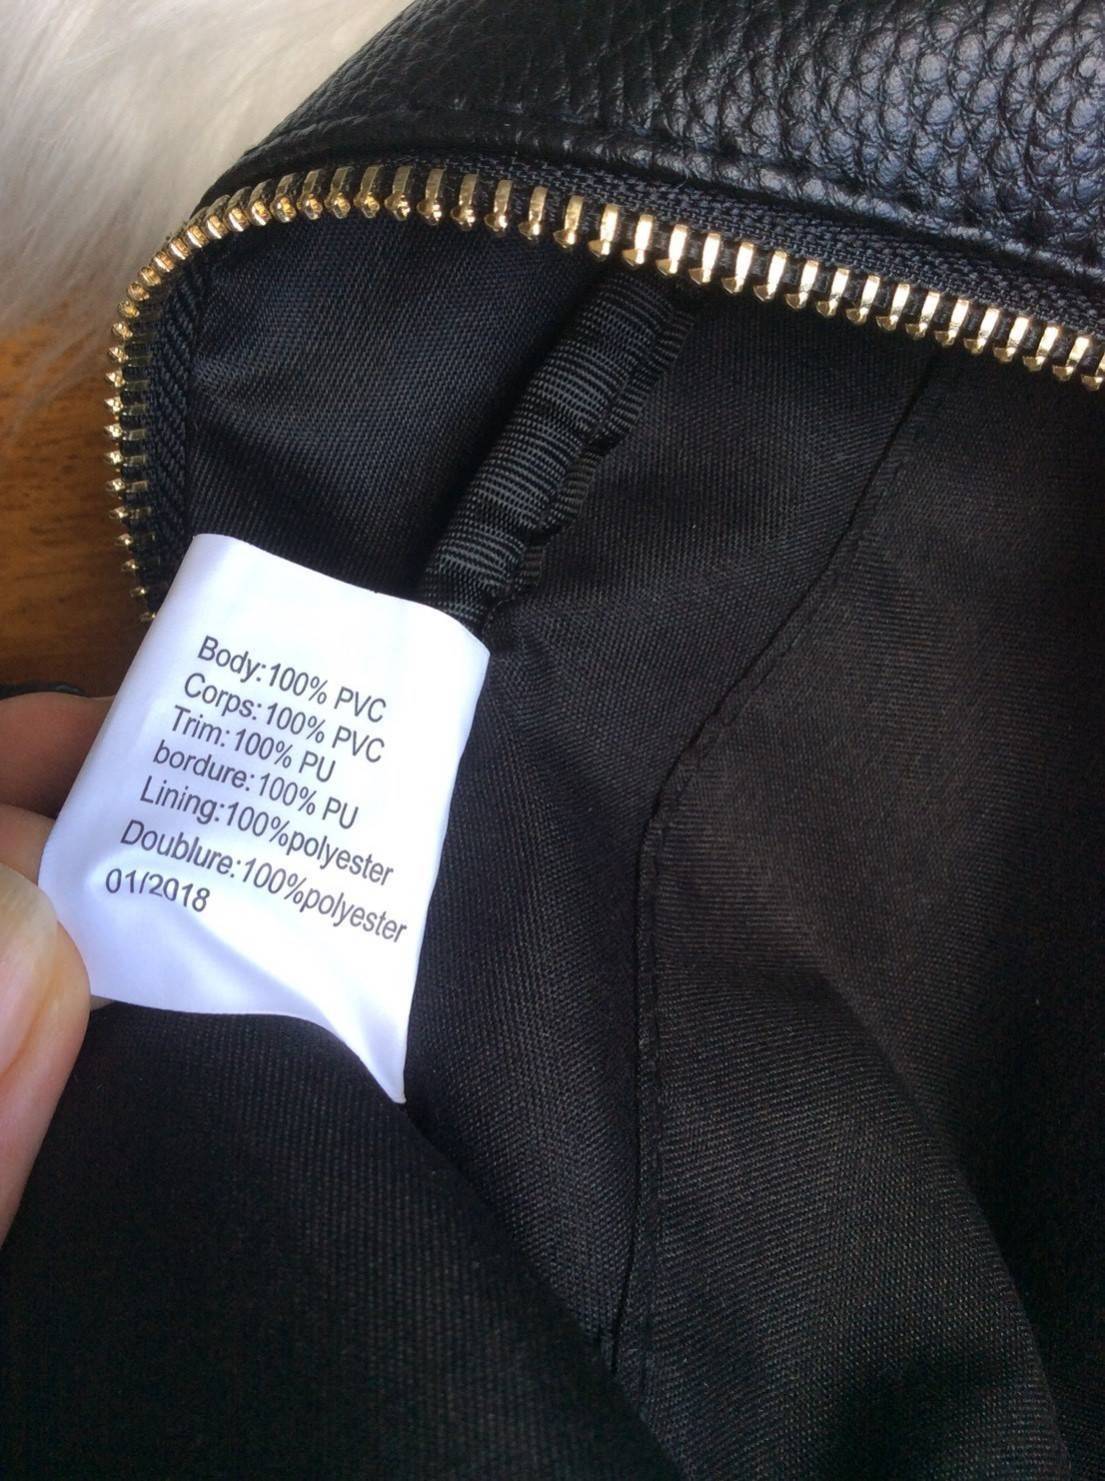 Body:100% PVC
Corps:100% PVC
Trim:100% PU
bordure:100% PU
Lining:100%polyester
Doublure:100%polyester
01/2018